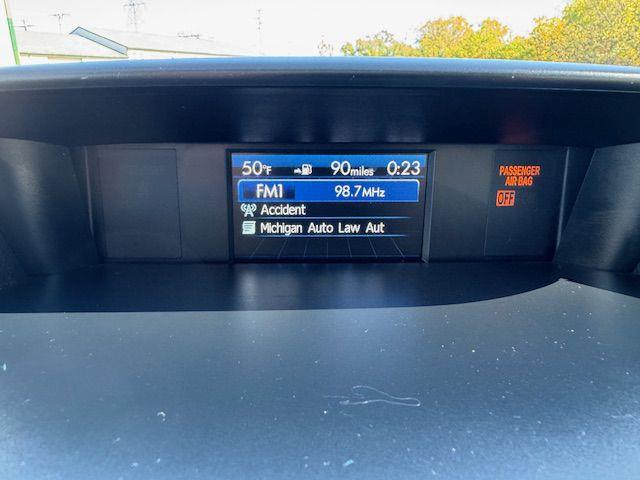 50°F 90miles 0:23
FM1 98.7MHz
Accident
Michigan Auto Law Aut
PASSENGER
AIR BAG
OFF